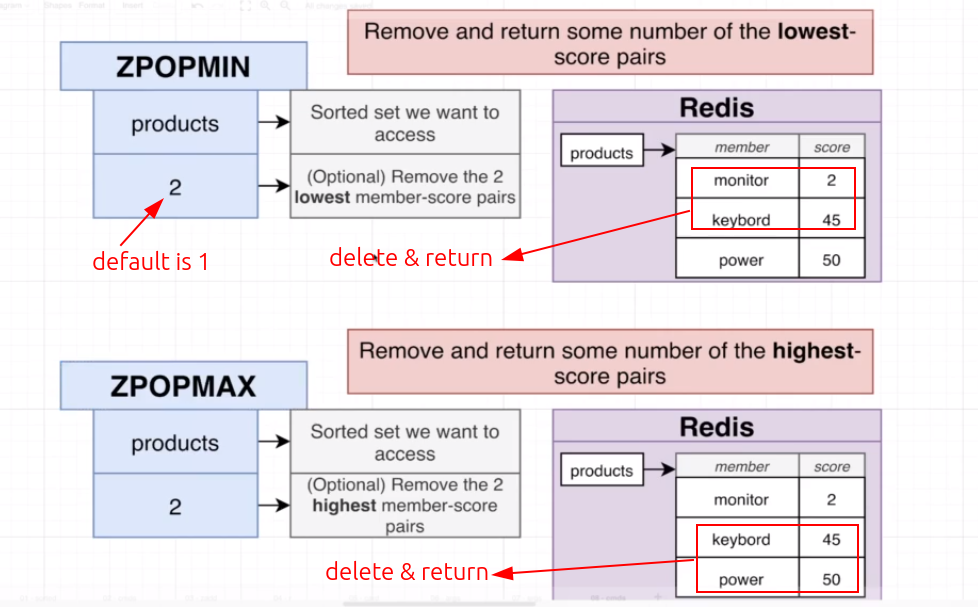 Remove and return some number of the lowest-
score pairs
ZPOPMIN
products
Sorted set we want to
access
2
(Optional) Remove the 2
lowest member-score pairs
default is 1
delete & return
Redis
products
member score
monitor 2
keybord 45
power 50
Remove and return some number of the highest-
score pairs
ZPOPMAX
products
Sorted set we want to
access
2
(Optional) Remove the 2
highest member-score
pairs
delete & return
Redis
products
member score
monitor 2
keybord 45
power 50